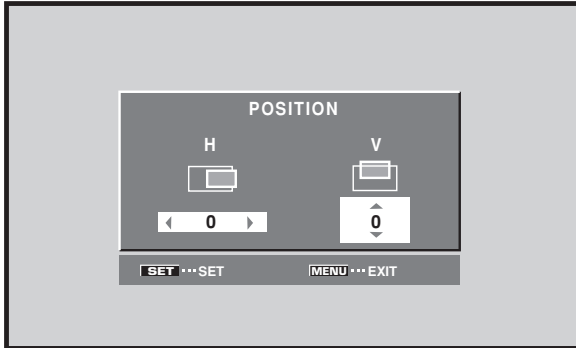 POSITION
H V
0 0
SET ··· SET MENU ··· EXIT